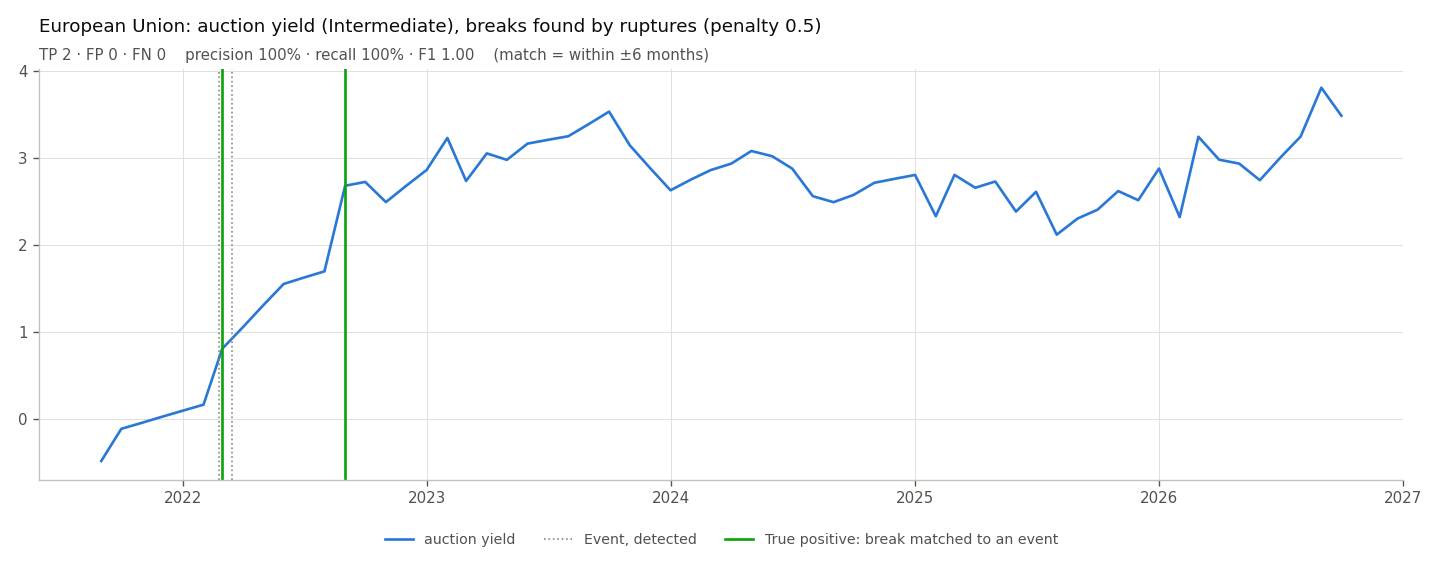 European Union: auction yield (Intermediate), breaks found by ruptures (penalty 0.5)
TP 2 · FP 0 · FN 0    precision 100% · recall 100% · F1 1.00    (match = within ±6 months)
4
3
2
1
0
2022 2023 2024 2025 2026 2027
auction yield    Event, detected    True positive: break matched to an event